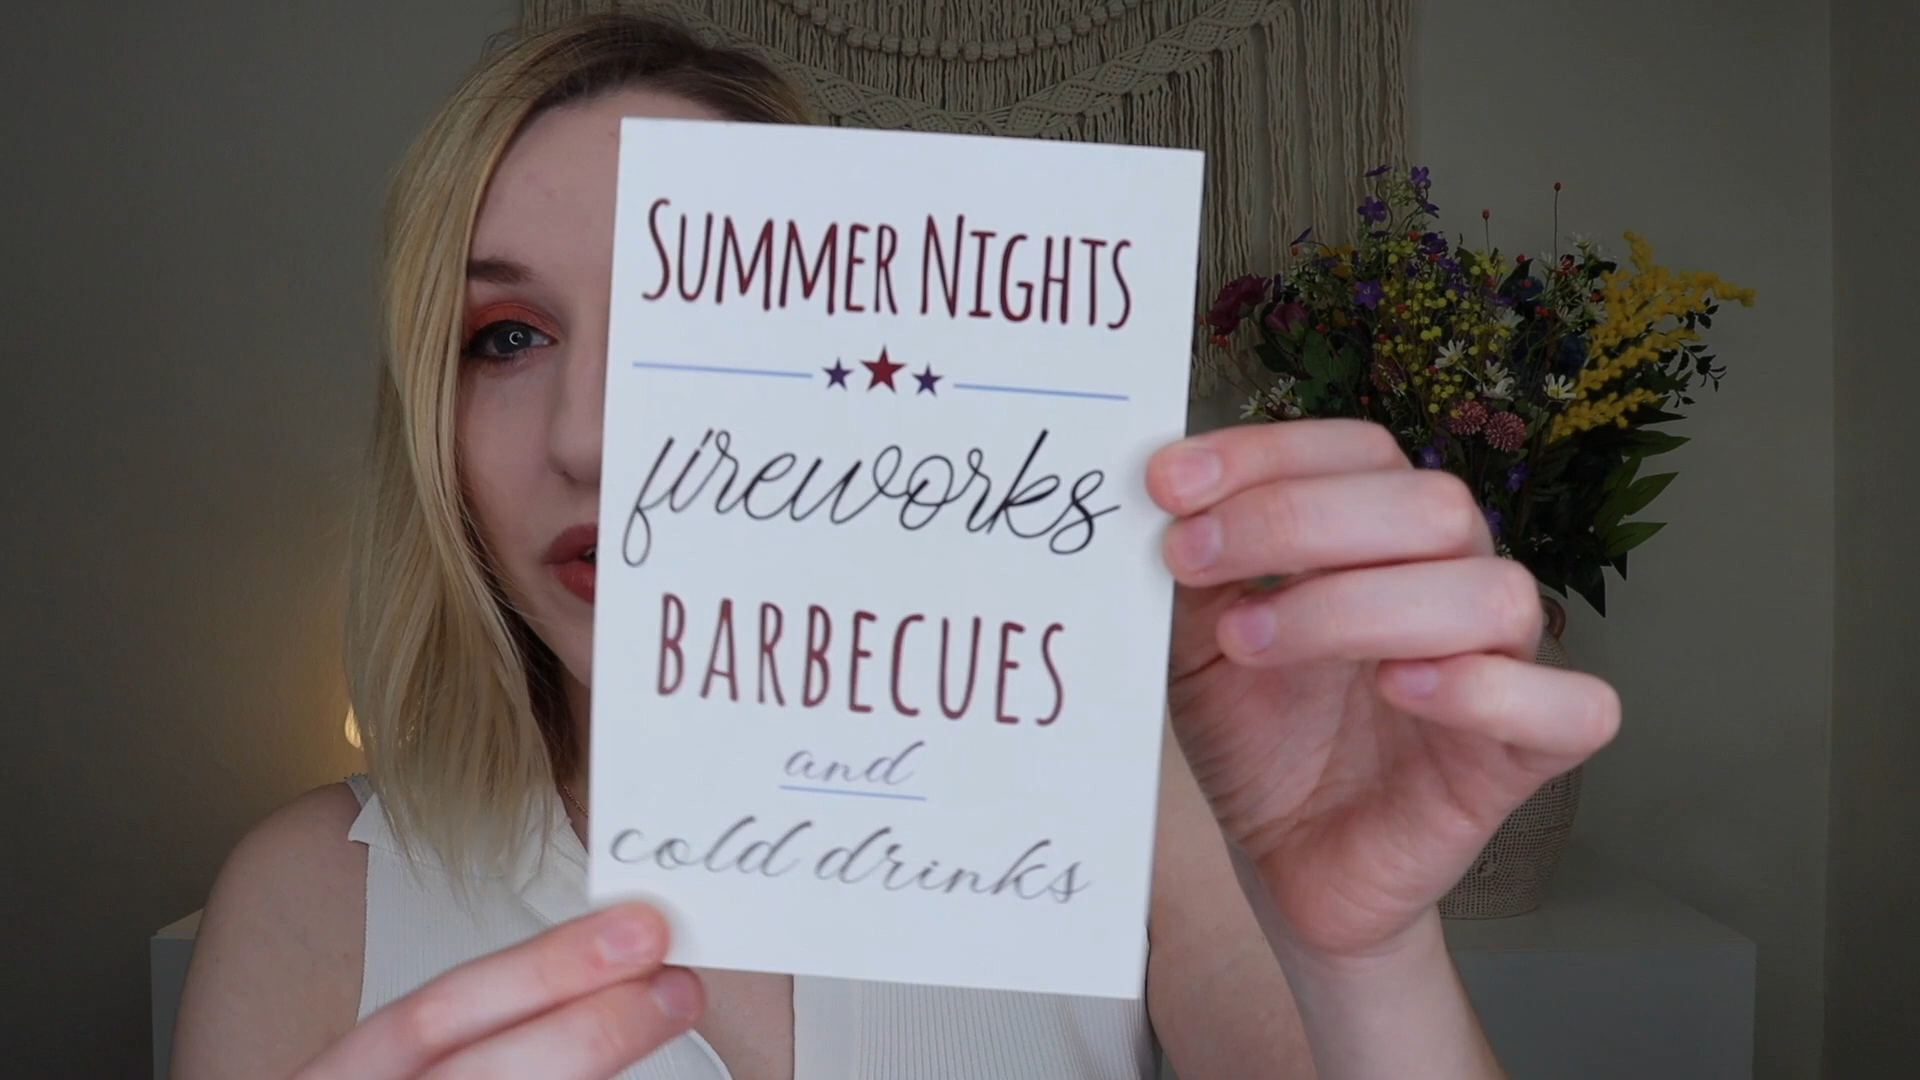 SUMMER NIGHTS
fireworks
BARBECUES
and
cold drinks